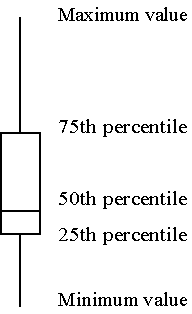 Maximum value
75th percentile
50th percentile
25th percentile
Minimum value